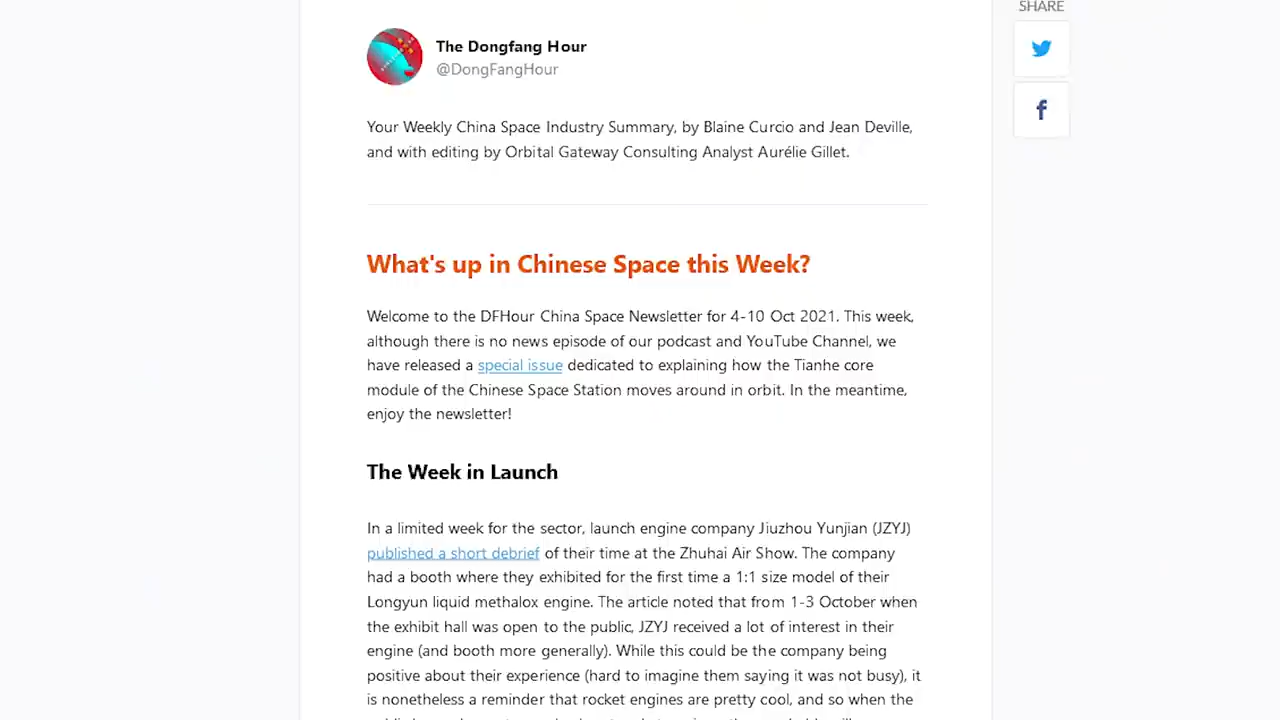 SHARE
The Dongfang Hour
@DongFangHour
Your Weekly China Space Industry Summary, by Blaine Curcio and Jean Deville,
and with editing by Orbital Gateway Consulting Analyst Aurélie Gillet.
What's up in Chinese Space this Week?
Welcome to the DFHour China Space Newsletter for 4-10 Oct 2021. This week,
although there is no news episode of our podcast and YouTube Channel, we
have released a special issue dedicated to explaining how the Tianhe core
module of the Chinese Space Station moves around in orbit. In the meantime,
enjoy the newsletter!
The Week in Launch
In a limited week for the sector, launch engine company Jiuzhou Yunjian (JZYJ)
published a short debrief of their time at the Zhuhai Air Show. The company
had a booth where they exhibited for the first time a 1:1 size model of their
Longyun liquid methalox engine. The article noted that from 1-3 October when
the exhibit hall was open to the public, JZYJ received a lot of interest in their
engine (and booth more generally). While this could be the company being
positive about their experience (hard to imagine them saying it was not busy), it
is nonetheless a reminder that rocket engines are pretty cool, and so when the